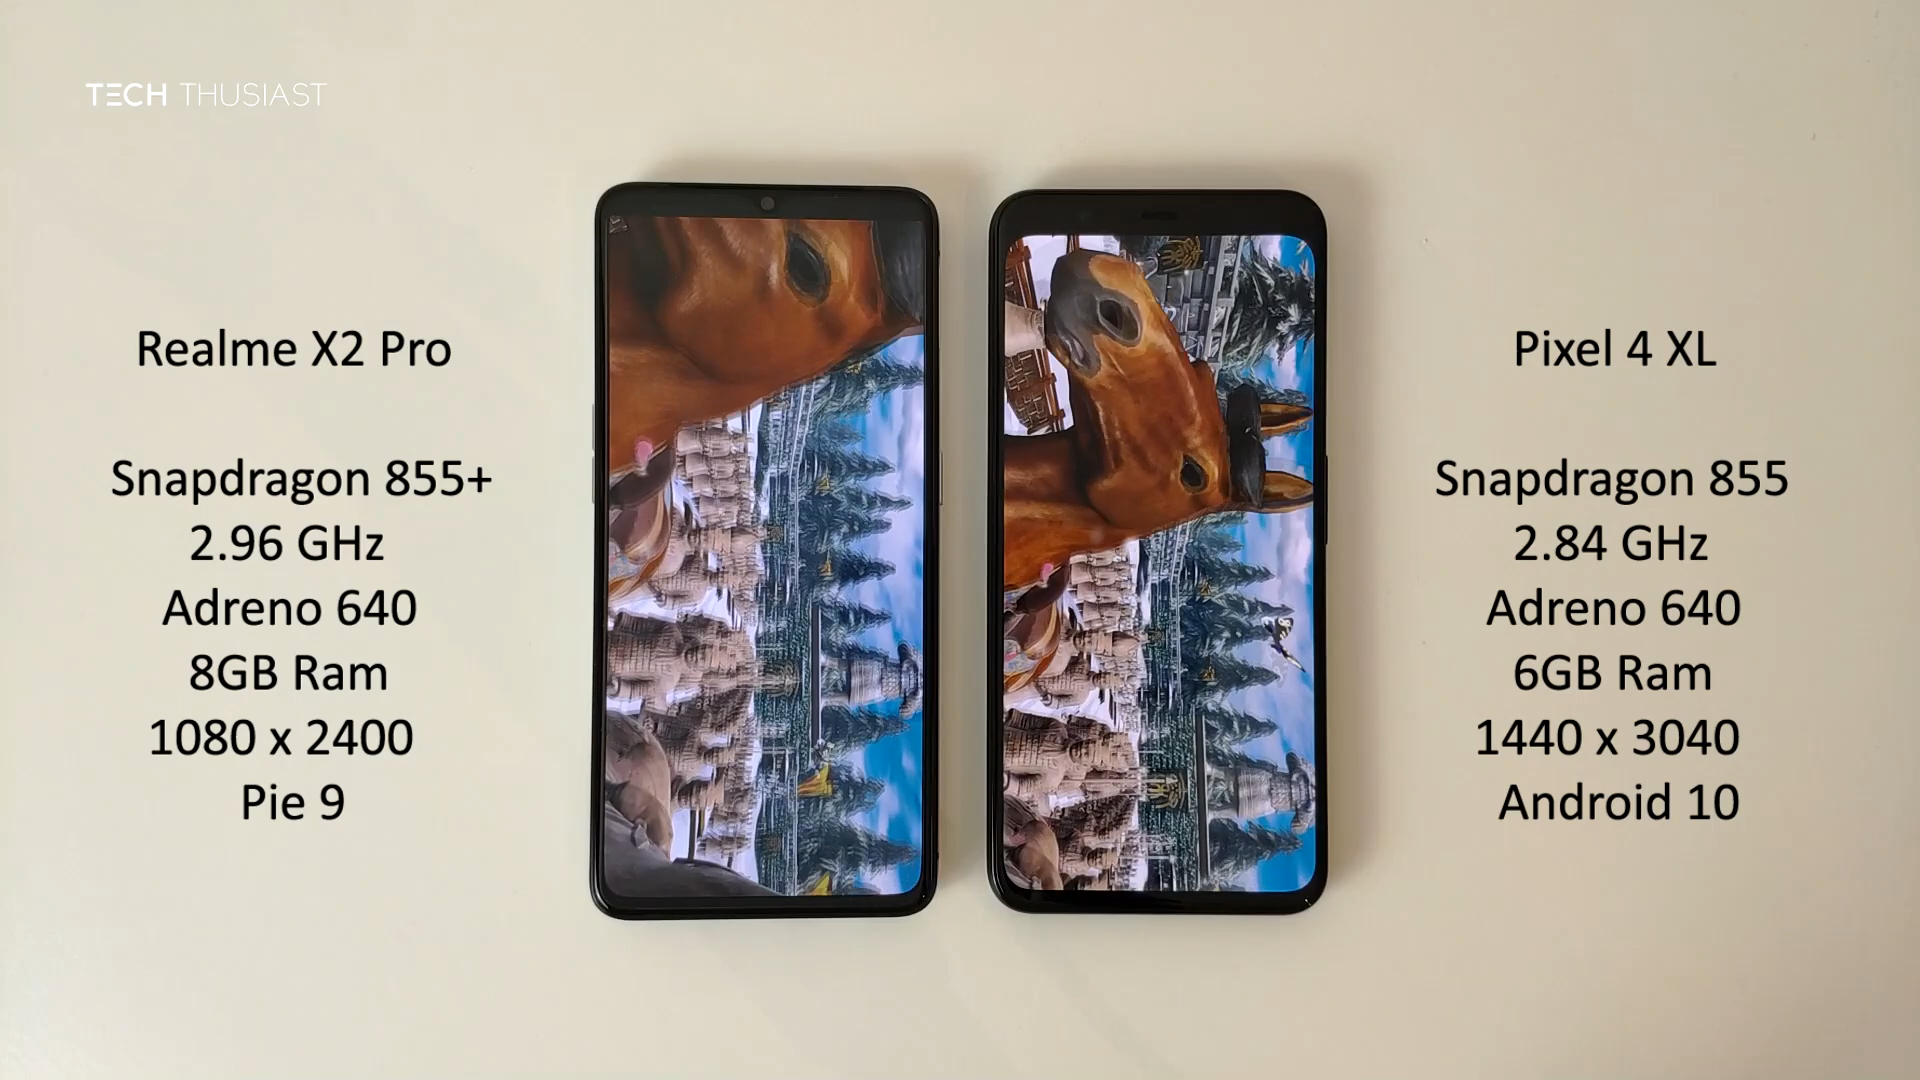 TECH THUSIAST
Realme X2 Pro
Snapdragon 855+
2.96 GHz
Adreno 640
8GB Ram
1080 x 2400
Pie 9
Pixel 4 XL
Snapdragon 855
2.84 GHz
Adreno 640
6GB Ram
1440 x 3040
Android 10